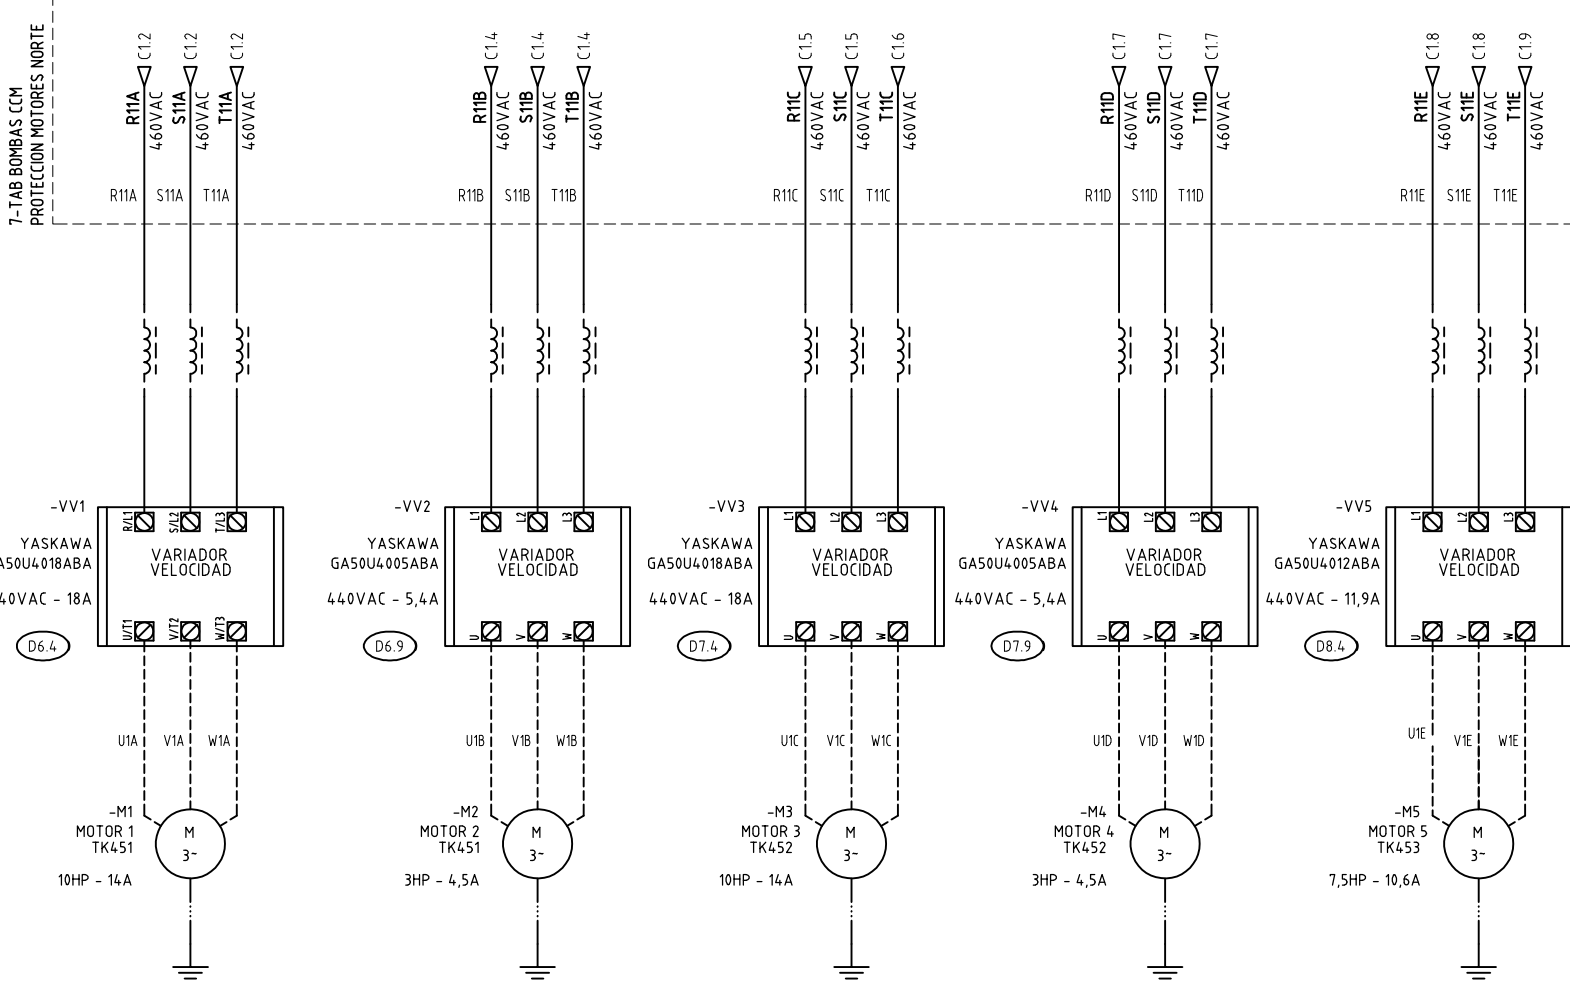 7-TAB BOMBAS CCM
PROTECCION MOTORES NORTE
C1.2 C1.2 C1.2 C1.4 C1.4 C1.4 C1.5 C1.5 C1.6 C1.7 C1.7 C1.7 C1.8 C1.8 C1.9
R11A S11A T11A R11B S11B T11B R11C S11C T11C R11D S11D T11D R11E S11E T11E
460VAC 460VAC 460VAC 460VAC 460VAC 460VAC 460VAC 460VAC 460VAC 460VAC 460VAC 460VAC 460VAC 460VAC 460VAC
R11A S11A T11A R11B S11B T11B R11C S11C T11C R11D S11D T11D R11E S11E T11E
-VV1 -VV2 -VV3 -VV4 -VV5
R/L1 S/L2 T/L3 L1 L2 L3 L1 L2 L3 L1 L2 L3 L1 L2 L3
YASKAWA YASKAWA YASKAWA YASKAWA YASKAWA
VARIADOR VARIADOR VARIADOR VARIADOR VARIADOR
A50U4018ABA GA50U4005ABA GA50U4018ABA GA50U4005ABA GA50U4012ABA
VELOCIDAD VELOCIDAD VELOCIDAD VELOCIDAD VELOCIDAD
40VAC - 18A 440VAC - 5,4A 440VAC - 18A 440VAC - 5,4A 440VAC - 11,9A
U/T1 V/T2 W/T3 U V W U V W U V W U V W
D6.4 D6.9 D7.4 D7.9 D8.4
U1A V1A W1A U1B V1B W1B U1C V1C W1C U1D V1D W1D U1E V1E W1E
-M1 -M2 -M3 -M4 -M5
MOTOR 1 M MOTOR 2 M MOTOR 3 M MOTOR 4 M MOTOR 5 M
TK451 TK451 TK452 TK452 TK453
3~ 3~ 3~ 3~ 3~
10HP - 14A 3HP - 4,5A 10HP - 14A 3HP - 4,5A 7,5HP - 10,6A